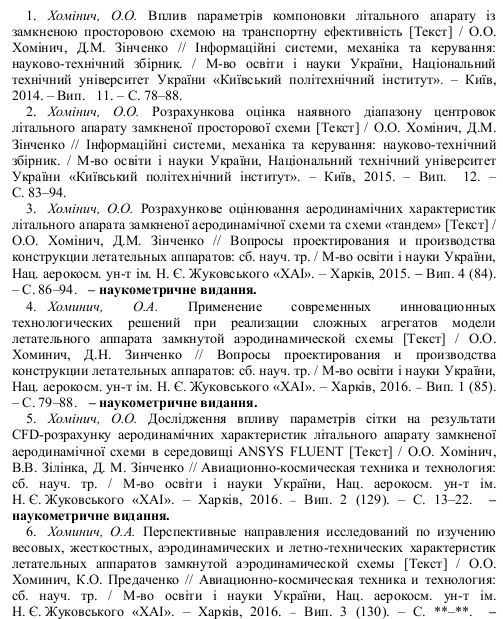 1. Хомініч, О.О. Вплив параметрів компоновки літального апарату із
замкненою просторовою схемою на транспортну ефективність [Текст] / О.О.
Хомініч, Д.М. Зінченко // Інформаційні системи, механіка та керування:
науково-технічний збірник. / М-во освіти і науки України, Національний
технічний університет України «Київський політехнічний інститут». – Київ,
2014. – Вип. 11. – С. 78–88.
2. Хомініч, О.О. Розрахункова оцінка наявного діапазону центровок
літального апарату замкненої просторової схеми [Текст] / О.О. Хомініч, Д.М.
Зінченко // Інформаційні системи, механіка та керування: науково-технічний
збірник. / М-во освіти і науки України, Національний технічний університет
України «Київський політехнічний інститут». – Київ, 2015. – Вип. 12. –
С. 83–94.
3. Хомініч, О.О. Розрахункове оцінювання аеродинамічних характеристик
літального апарата замкненої аеродинамічної схеми та схеми «тандем» [Текст] /
О.О. Хомініч, Д.М. Зінченко // Вопросы проектирования и производства
конструкции летательных аппаратов: сб. науч. тр. / М-во освіти і науки України,
Нац. аерокосм. ун-т ім. Н. Є. Жуковського «ХАІ». – Харків, 2015. – Вип. 4 (84).
– С. 86–94. – наукометричне видання.
4. Хоминич, О.А. Применение современных инновационных
технологических решений при реализации сложных агрегатов модели
летательного аппарата замкнутой аэродинамической схемы [Текст] / О.О.
Хоминич, Д.Н. Зинченко // Вопросы проектирования и производства
конструкции летательных аппаратов: сб. науч. тр. / М-во освіти і науки України,
Нац. аерокосм. ун-т ім. Н. Є. Жуковського «ХАІ». – Харків, 2016. – Вип. 1 (85).
– С. 79–88. – наукометричне видання.
5. Хомініч, О.О. Дослідження впливу параметрів сітки на результати
CFD-розрахунку аеродинамічних характеристик літального апарату замкненої
аеродинамічної схеми в середовищі ANSYS FLUENT [Текст] / О.О. Хомініч,
В.В. Зілінка, Д. М. Зінченко // Авиационно-космическая техника и технология:
сб. науч. тр. / М-во освіти і науки України, Нац. аерокосм. ун-т ім.
Н. Є. Жуковського «ХАІ». – Харків, 2016. – Вип. 2 (129). – С. 13–22. –
наукометричне видання.
6. Хоминич, О.А. Перспективные направления исследований по изучению
весовых, жесткостных, аэродинамических и летно-технических характеристик
летательных аппаратов замкнутой аэродинамической схемы [Текст] / О.О.
Хоминич, К.О. Предаченко // Авиационно-космическая техника и технология:
сб. науч. тр. / М-во освіти і науки України, Нац. аерокосм. ун-т ім.
Н. Є. Жуковського «ХАІ». – Харків, 2016. – Вип. 3 (130). – С. **–**. –